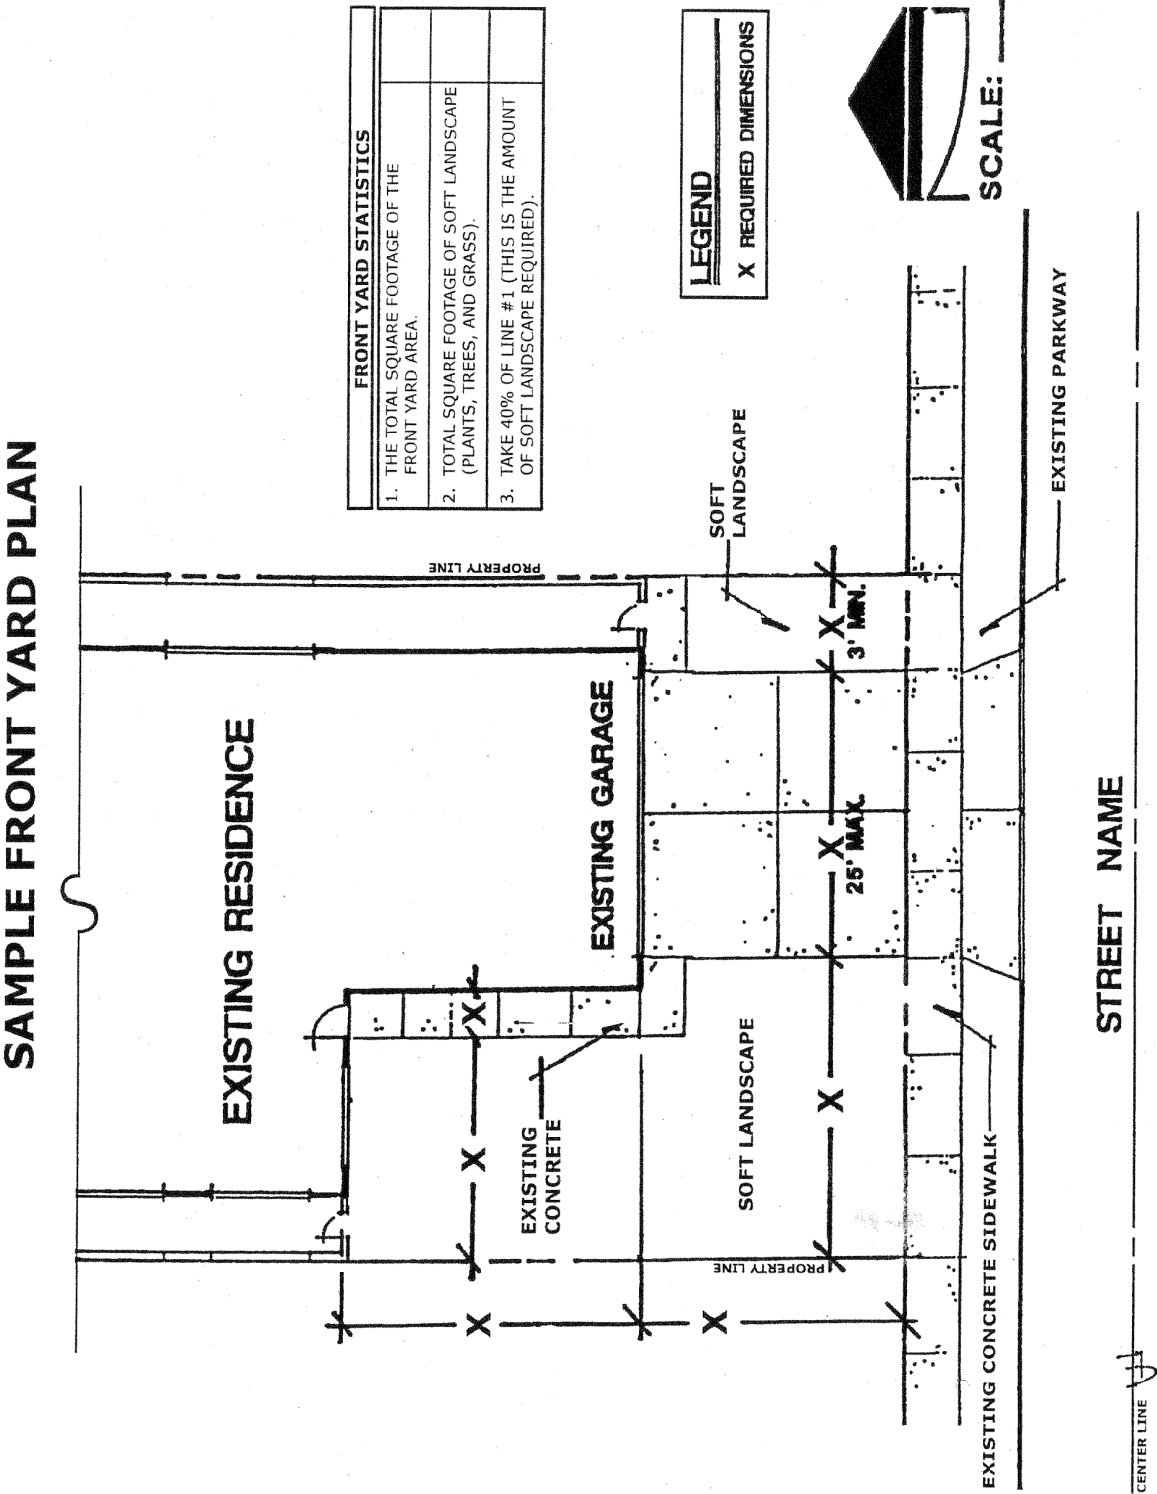 SAMPLE FRONT YARD PLAN
EXISTING RESIDENCE
EXISTING GARAGE
FRONT YARD STATISTICS
1. THE TOTAL SQUARE FOOTAGE OF THE
FRONT YARD AREA.
2. TOTAL SQUARE FOOTAGE OF SOFT LANDSCAPE
(PLANTS, TREES, AND GRASS).
3. TAKE 40% OF LINE #1 (THIS IS THE AMOUNT
OF SOFT LANDSCAPE REQUIRED).
PROPERTY LINE
LEGEND
X REQUIRED DIMENSIONS
SCALE:
X
X
X
EXISTING
CONCRETE
SOFT
LANDSCAPE
SOFT LANDSCAPE
PROPERTY LINE
X
X
X
25' MAX.
X
3' MIN.
EXISTING CONCRETE SIDEWALK
EXISTING PARKWAY
STREET NAME
CENTER LINE